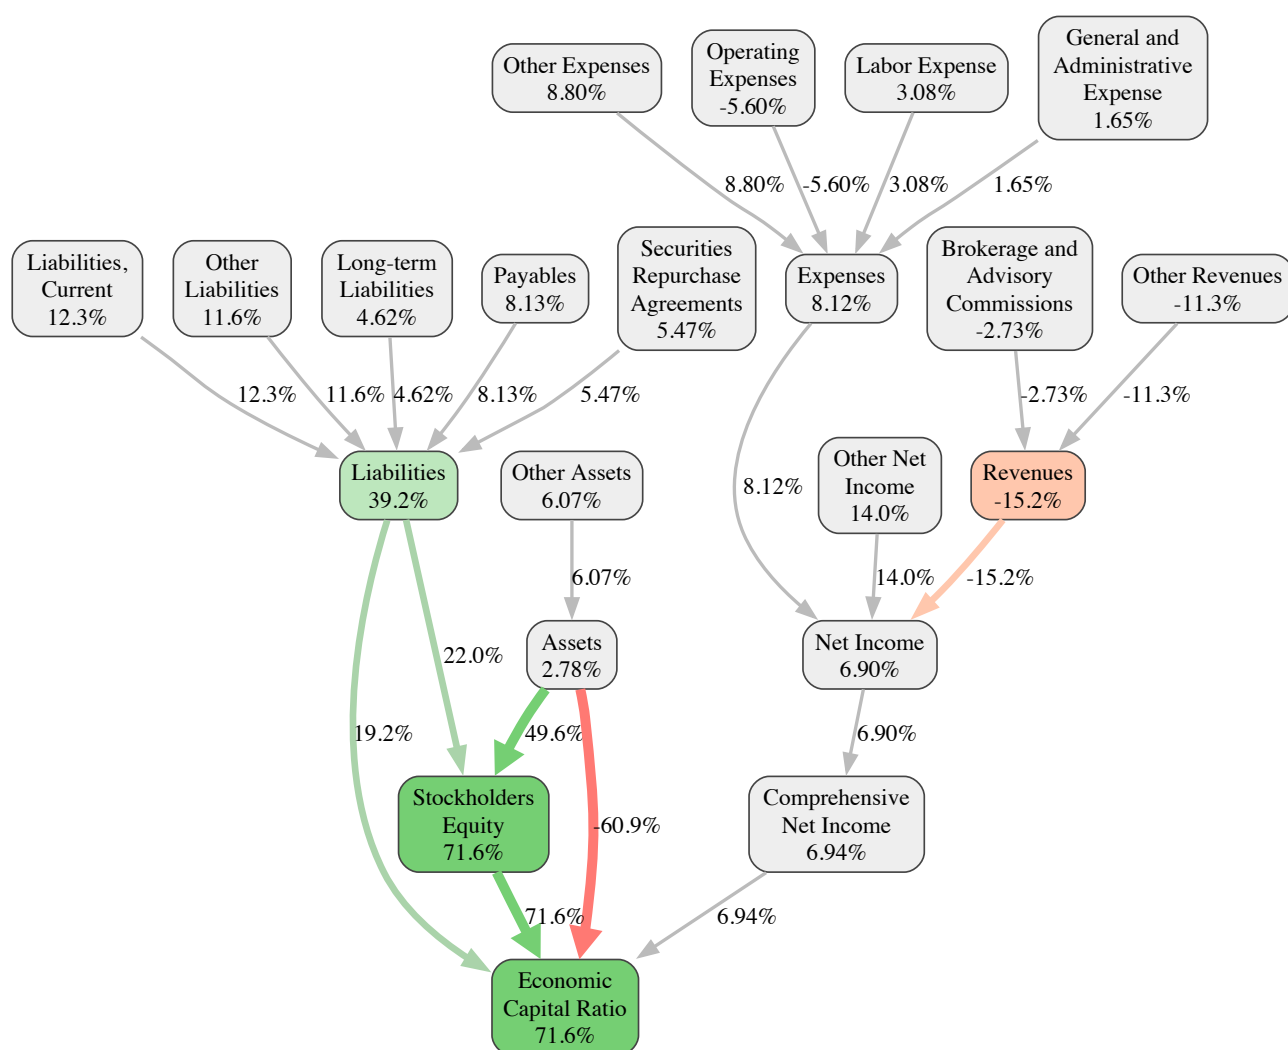 Other Expenses
8.80%
Operating
Expenses
-5.60%
Labor Expense
3.08%
General and
Administrative
Expense
1.65%
8.80%
-5.60%
3.08%
1.65%
Liabilities,
Current
12.3%
Other
Liabilities
11.6%
Long-term
Liabilities
4.62%
Payables
8.13%
Securities
Repurchase
Agreements
5.47%
Expenses
8.12%
Brokerage and
Advisory
Commissions
-2.73%
Other Revenues
-11.3%
12.3%
11.6%
4.62%
8.13%
5.47%
-2.73%
-11.3%
Liabilities
39.2%
Other Assets
6.07%
8.12%
Other Net
Income
14.0%
Revenues
-15.2%
6.07%
14.0%
-15.2%
Assets
2.78%
Net Income
6.90%
22.0%
19.2%
49.6%
6.90%
Stockholders
Equity
71.6%
-60.9%
Comprehensive
Net Income
6.94%
71.6%
6.94%
Economic
Capital Ratio
71.6%